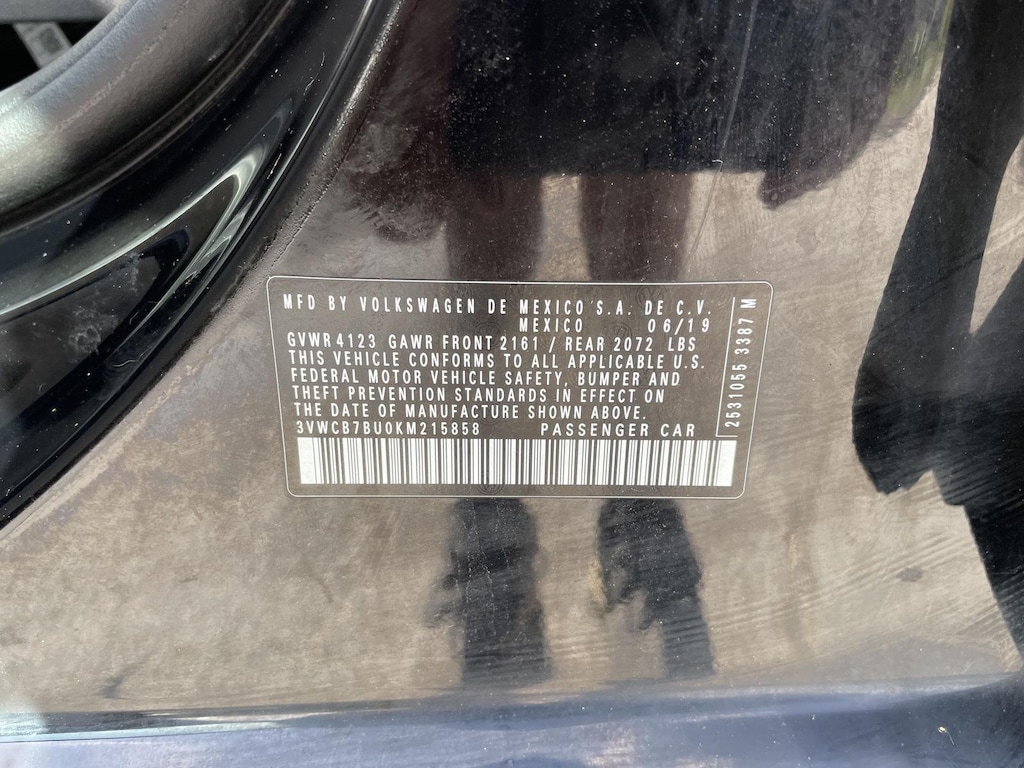 MFD BY VOLKSWAGEN DE MEXICO S.A. DE C.V.
MEXICO 06/19
GVWR 4123 GAWR FRONT 2161 / REAR 2072 LBS
THIS VEHICLE CONFORMS TO ALL APPLICABLE U.S.
FEDERAL MOTOR VEHICLE SAFETY, BUMPER AND
THEFT PREVENTION STANDARDS IN EFFECT ON
THE DATE OF MANUFACTURE SHOWN ABOVE.
3VWCB7BU0KM215858 PASSENGER CAR
2531055 3387 M